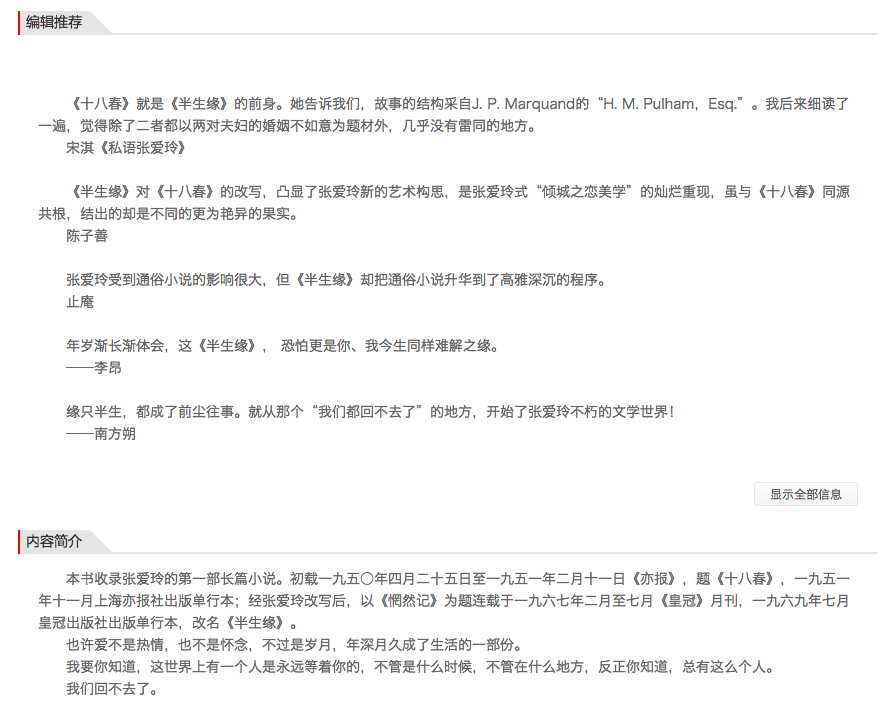 编辑推荐
《十八春》就是《半生缘》的前身。她告诉我们，故事的结构采自J. P. Marquand的“H. M. Pulham，Esq.”。我后来细读了
一遍，觉得除了二者都以两对夫妇的婚姻不如意为题材外，几乎没有雷同的地方。
宋淇《私语张爱玲》
《半生缘》对《十八春》的改写，凸显了张爱玲新的艺术构思，是张爱玲式“倾城之恋美学”的灿烂重现，虽与《十八春》同源
共根，结出的却是不同的更为艳异的果实。
陈子善
张爱玲受到通俗小说的影响很大，但《半生缘》却把通俗小说升华到了高雅深沉的程序。
止庵
年岁渐长渐体会，这《半生缘》， 恐怕更是你、我今生同样难解之缘。
——李昂
缘只半生，都成了前尘往事。就从那个“我们都回不去了”的地方，开始了张爱玲不朽的文学世界！
——南方朔
显示全部信息
内容简介
本书收录张爱玲的第一部长篇小说。初载一九五〇年四月二十五日至一九五一年二月十一日《亦报》，题《十八春》，一九五一
年十一月上海亦报社出版单行本；经张爱玲改写后，以《惘然记》为题连载于一九六七年二月至七月《皇冠》月刊，一九六九年七月
皇冠出版社出版单行本，改名《半生缘》。
也许爱不是热情，也不是怀念，不过是岁月，年深月久成了生活的一部份。
我要你知道，这世界上有一个人是永远等着你的，不管是什么时候，不管在什么地方，反正你知道，总有这么个人。
我们回不去了。